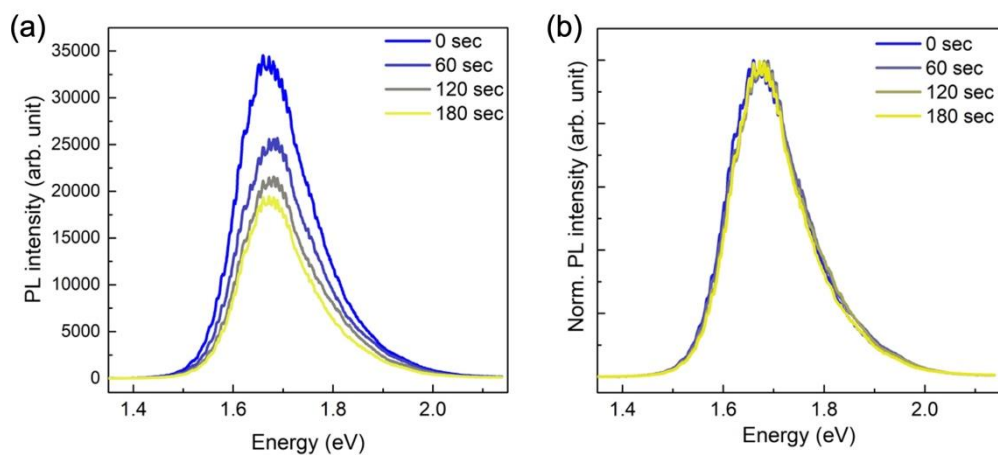 (a)
PL intensity (arb. unit)
35000
30000
25000
20000
15000
10000
5000
0
0 sec
60 sec
120 sec
180 sec
1.4 1.6 1.8 2.0
Energy (eV)
(b)
Norm. PL intensity (arb. unit)
0 sec
60 sec
120 sec
180 sec
1.4 1.6 1.8 2.0
Energy (eV)